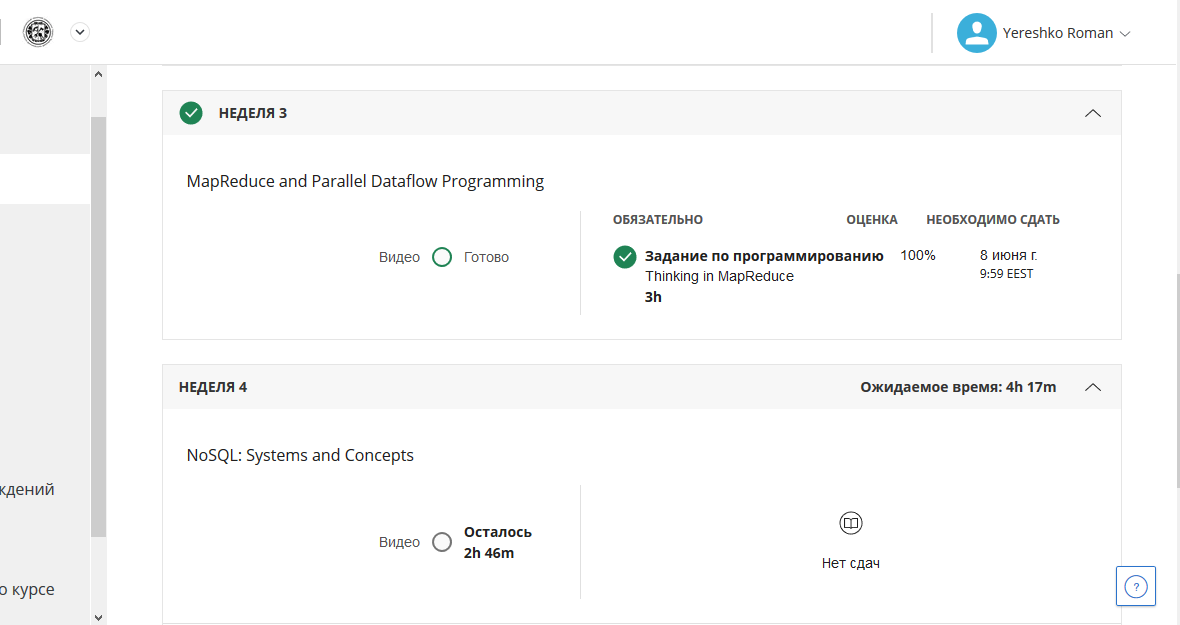 Yereshko Roman
НЕДЕЛЯ 3
MapReduce and Parallel Dataflow Programming
ОБЯЗАТЕЛЬНО ОЦЕНКА НЕОБХОДИМО СДАТЬ
Видео Готово
Задание по программированию 100% 8 июня г.
Thinking in MapReduce 9:59 EEST
3h
НЕДЕЛЯ 4 Ожидаемое время: 4h 17m
NoSQL: Systems and Concepts
ждений
Видео Осталось
2h 46m
Нет сдач
о курсе
?